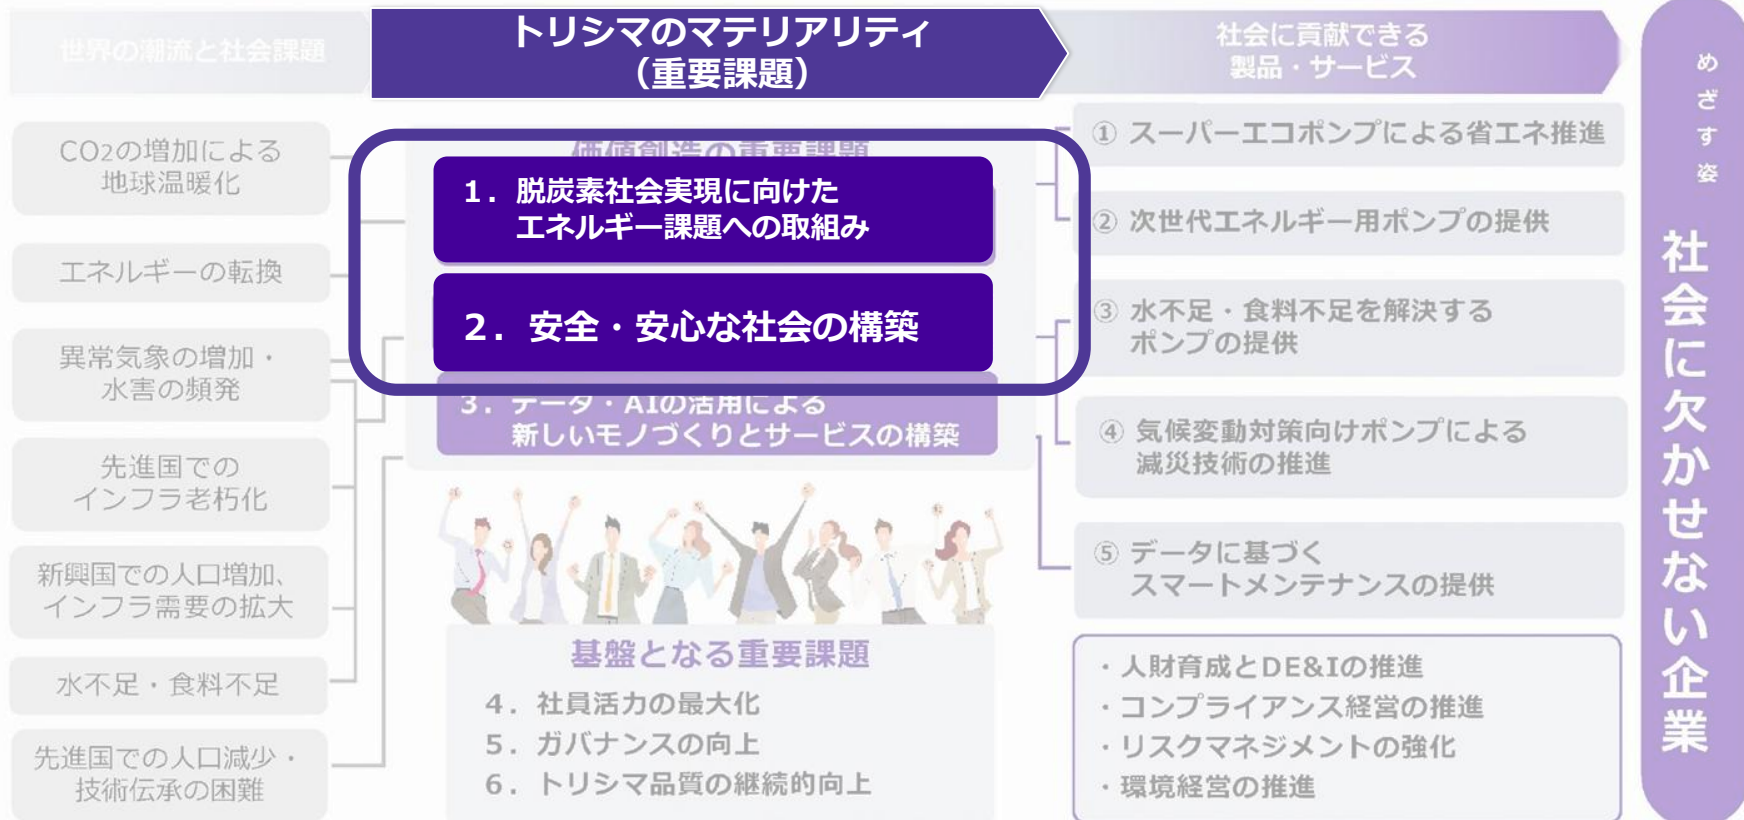 世界の潮流と社会課題
トリシマのマテリアリティ
（重要課題）
社会に貢献できる
製品・サービス
CO2の増加による
地球温暖化
エネルギーの転換
異常気象の増加・
水害の頻発
先進国での
インフラ老朽化
新興国での人口増加、
インフラ需要の拡大
水不足・食料不足
先進国での人口減少・
技術伝承の困難
価値創造の重要課題
1．脱炭素社会実現に向けた
エネルギー課題への取組み
2．安全・安心な社会の構築
3．データ・AIの活用による
新しいモノづくりとサービスの構築
基盤となる重要課題
4．社員活力の最大化
5．ガバナンスの向上
6．トリシマ品質の継続的向上
① スーパーエコポンプによる省エネ推進
② 次世代エネルギー用ポンプの提供
③ 水不足・食料不足を解決する
ポンプの提供
④ 気候変動対策向けポンプによる
減災技術の推進
⑤ データに基づく
スマートメンテナンスの提供
・人財育成とDE&Iの推進
・コンプライアンス経営の推進
・リスクマネジメントの強化
・環境経営の推進
めざす姿
社会に欠かせない企業